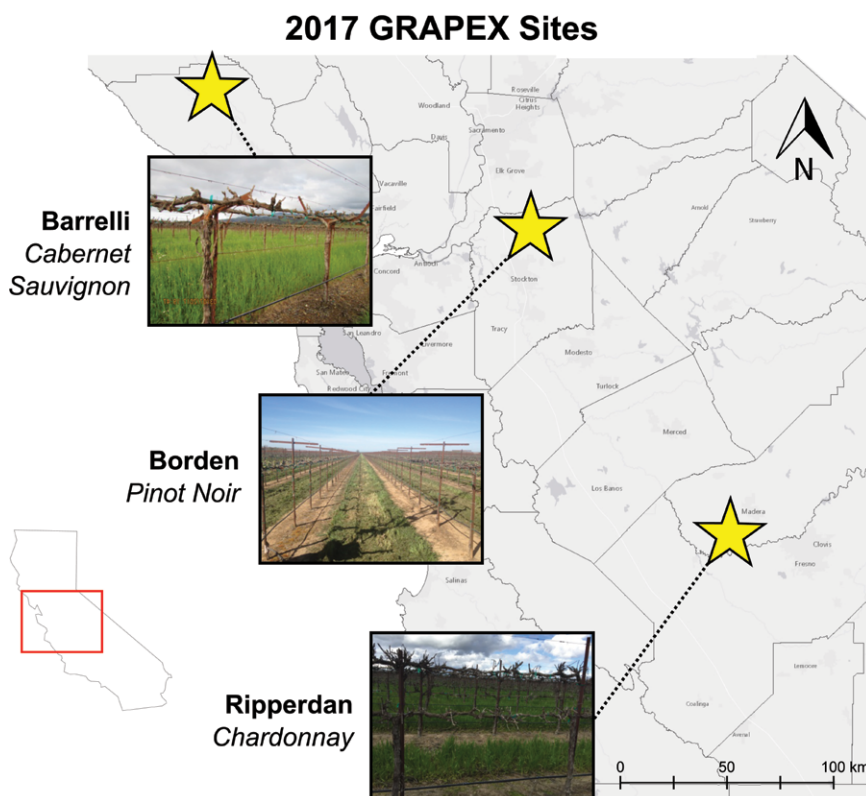 2017 GRAPEX Sites
Roseville
Citrus
Heights
Woodland
Davis
Sacramento
Elk Grove
Vacaville
Fairfield
Arnold
Strawberry
N
Barrelli
Cabernet
Sauvignon
Concord
Antioch
Stockton
San Leandro
Livermore
Tracy
San Mateo
Fremont
Redwood City
Modesto
Turlock
Merced
Borden
Pinot Noir
Los Banos
Madera
Clovis
Fresno
Salinas
Lemoore
Ripperdan
Chardonnay
Coalinga
Avenal
0 50 100 km